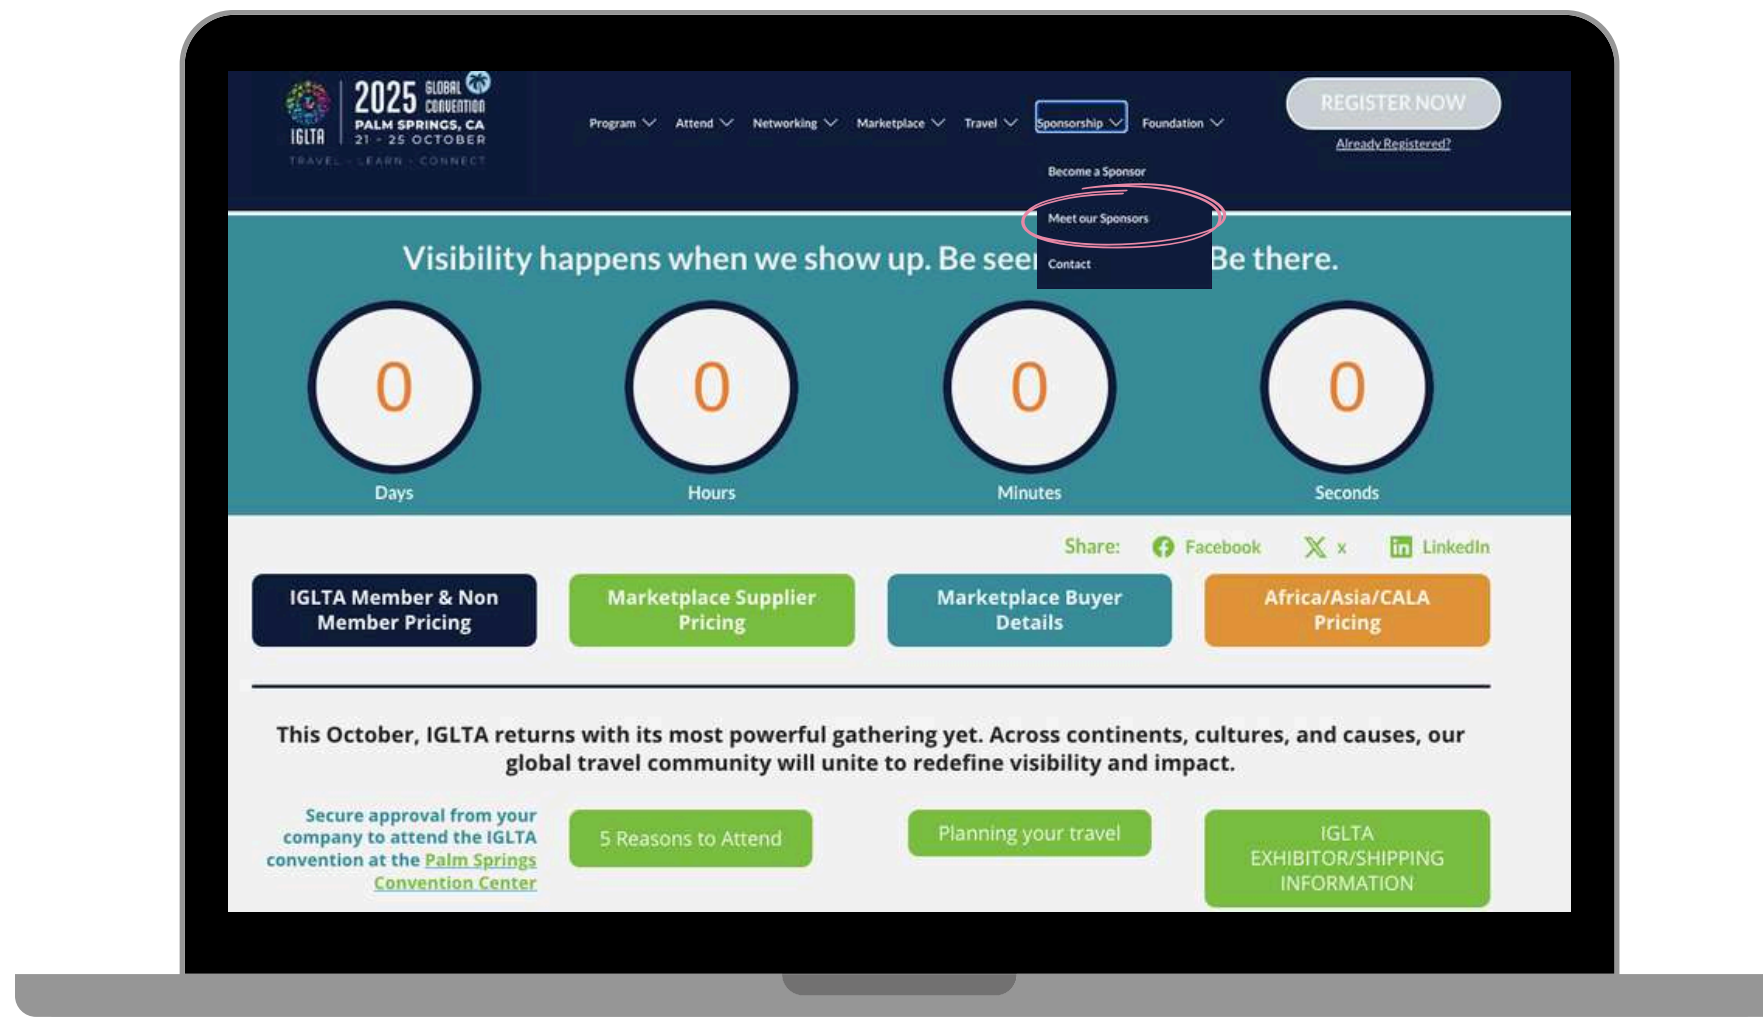 2025 GLOBAL CONVENTION
PALM SPRINGS, CA
IGLTA 21 - 25 OCTOBER
TRAVEL - LEARN - CONNECT
Program Attend Networking Marketplace Travel Sponsorship Foundation
REGISTER NOW
Already Registered?
Become a Sponsor
Meet our Sponsors
Contact
Visibility happens when we show up. Be see Be there.
0 0 0 0
Days Hours Minutes Seconds
Share: Facebook X LinkedIn
IGLTA Member & Non
Member Pricing
Marketplace Supplier
Pricing
Marketplace Buyer
Details
Africa/Asia/CALA
Pricing
This October, IGLTA returns with its most powerful gathering yet. Across continents, cultures, and causes, our
global travel community will unite to redefine visibility and impact.
Secure approval from your
company to attend the IGLTA
convention at the Palm Springs
Convention Center
5 Reasons to Attend
Planning your travel
IGLTA
EXHIBITOR/SHIPPING
INFORMATION